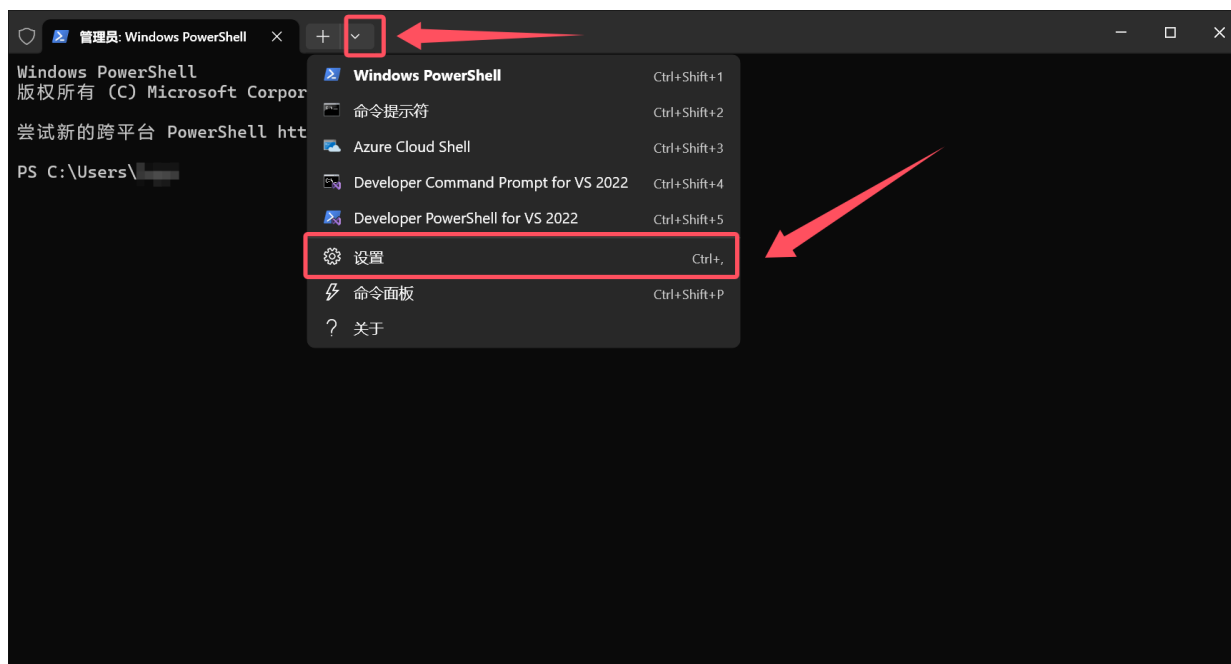 管理员: Windows PowerShell
Windows PowerShell
版权所有 (C) Microsoft Corpor
尝试新的跨平台 PowerShell htt
PS C:\Users\
Windows PowerShell Ctrl+Shift+1
命令提示符 Ctrl+Shift+2
Azure Cloud Shell Ctrl+Shift+3
Developer Command Prompt for VS 2022 Ctrl+Shift+4
Developer PowerShell for VS 2022 Ctrl+Shift+5
设置 Ctrl+,
命令面板 Ctrl+Shift+P
关于